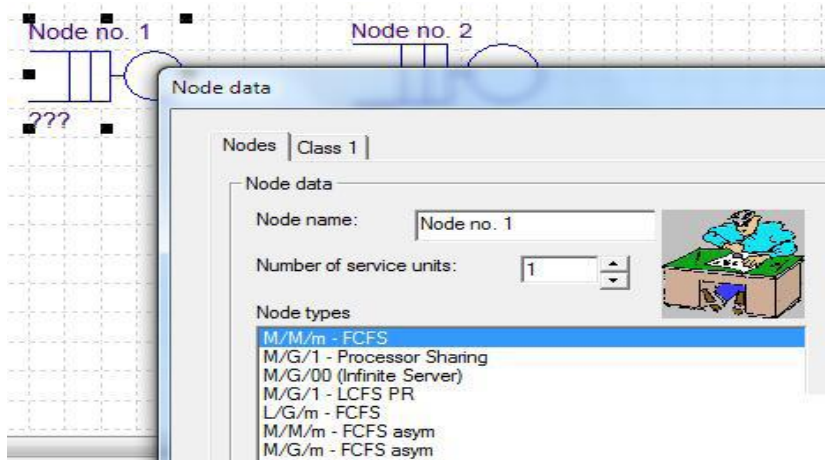 Node no. 1
Node no. 2
???
Node data
Nodes
Class 1
Node data
Node name:
Node no. 1
Number of service units:
1
Node types
M/M/m - FCFS
M/G/1 - Processor Sharing
M/G/00 (Infinite Server)
M/G/1 - LCFS PR
L/G/m - FCFS
M/M/m - FCFS asym
M/G/m - FCFS asym